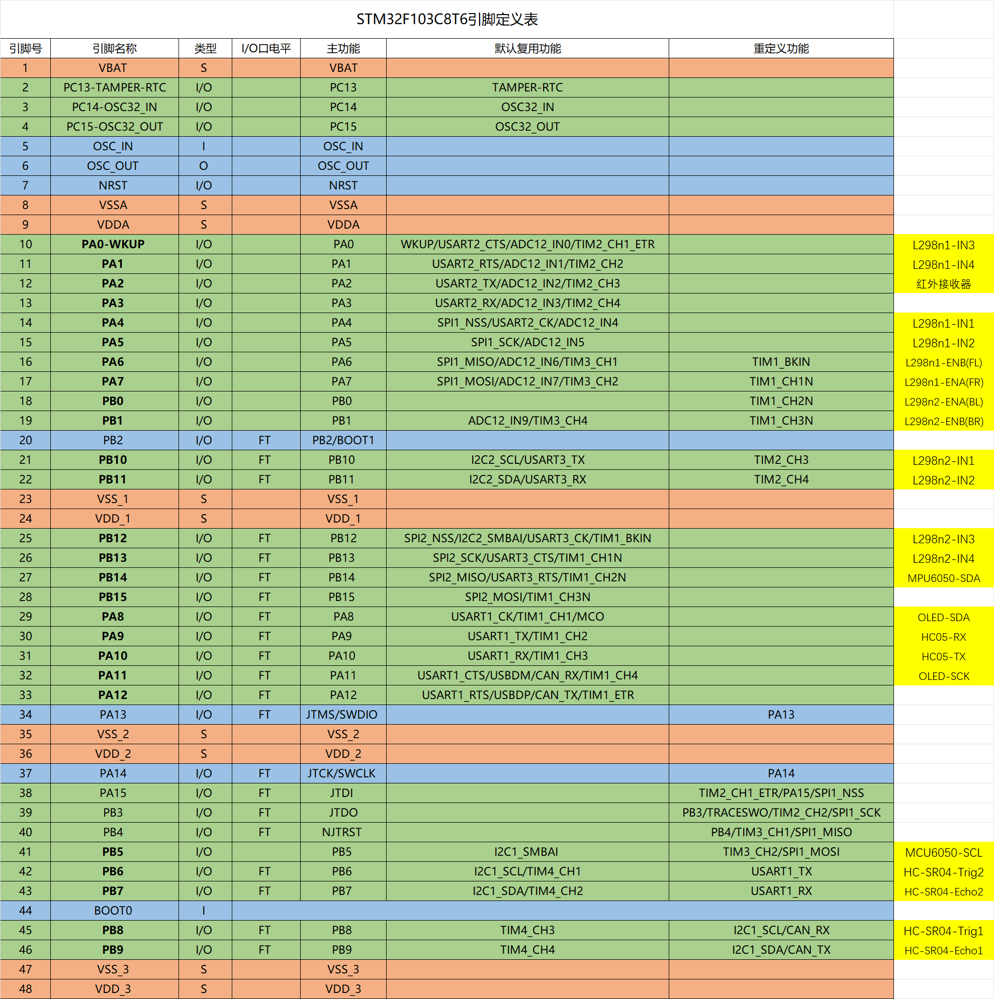 STM32F103C8T6引脚定义表
引脚号 引脚名称 类型 I/O口电平 主功能 默认复用功能 重定义功能
1 VBAT S VBAT
2 PC13-TAMPER-RTC I/O PC13 TAMPER-RTC
3 PC14-OSC32_IN I/O PC14 OSC32_IN
4 PC15-OSC32_OUT I/O PC15 OSC32_OUT
5 OSC_IN I OSC_IN
6 OSC_OUT O OSC_OUT
7 NRST I/O NRST
8 VSSA S VSSA
9 VDDA S VDDA
10 PA0-WKUP I/O PA0 WKUP/USART2_CTS/ADC12_IN0/TIM2_CH1_ETR L298n1-IN3
11 PA1 I/O PA1 USART2_RTS/ADC12_IN1/TIM2_CH2 L298n1-IN4
12 PA2 I/O PA2 USART2_TX/ADC12_IN2/TIM2_CH3 红外接收器
13 PA3 I/O PA3 USART2_RX/ADC12_IN3/TIM2_CH4
14 PA4 I/O PA4 SPI1_NSS/USART2_CK/ADC12_IN4 L298n1-IN1
15 PA5 I/O PA5 SPI1_SCK/ADC12_IN5 L298n1-IN2
16 PA6 I/O PA6 SPI1_MISO/ADC12_IN6/TIM3_CH1 TIM1_BKIN L298n1-ENB(FL)
17 PA7 I/O PA7 SPI1_MOSI/ADC12_IN7/TIM3_CH2 TIM1_CH1N L298n1-ENA(FR)
18 PB0 I/O PB0 TIM1_CH2N L298n2-ENA(BL)
19 PB1 I/O PB1 ADC12_IN9/TIM3_CH4 TIM1_CH3N L298n2-ENB(BR)
20 PB2 I/O FT PB2/BOOT1
21 PB10 I/O FT PB10 I2C2_SCL/USART3_TX TIM2_CH3 L298n2-IN1
22 PB11 I/O FT PB11 I2C2_SDA/USART3_RX TIM2_CH4 L298n2-IN2
23 VSS_1 S VSS_1
24 VDD_1 S VDD_1
25 PB12 I/O FT PB12 SPI2_NSS/I2C2_SMBAI/USART3_CK/TIM1_BKIN L298n2-IN3
26 PB13 I/O FT PB13 SPI2_SCK/USART3_CTS/TIM1_CH1N L298n2-IN4
27 PB14 I/O FT PB14 SPI2_MISO/USART3_RTS/TIM1_CH2N MPU6050-SDA
28 PB15 I/O FT PB15 SPI2_MOSI/TIM1_CH3N
29 PA8 I/O FT PA8 USART1_CK/TIM1_CH1/MCO OLED-SDA
30 PA9 I/O FT PA9 USART1_TX/TIM1_CH2 HC05-RX
31 PA10 I/O FT PA10 USART1_RX/TIM1_CH3 HC05-TX
32 PA11 I/O FT PA11 USART1_CTS/USBDM/CAN_RX/TIM1_CH4 OLED-SCK
33 PA12 I/O FT PA12 USART1_RTS/USBDP/CAN_TX/TIM1_ETR
34 PA13 I/O FT JTMS/SWDIO PA13
35 VSS_2 S VSS_2
36 VDD_2 S VDD_2
37 PA14 I/O FT JTCK/SWCLK PA14
38 PA15 I/O FT JTDI TIM2_CH1_ETR/PA15/SPI1_NSS
39 PB3 I/O FT JTDO PB3/TRACESWO/TIM2_CH2/SPI1_SCK
40 PB4 I/O FT NJTRST PB4/TIM3_CH1/SPI1_MISO
41 PB5 I/O PB5 I2C1_SMBAI TIM3_CH2/SPI1_MOSI MCU6050-SCL
42 PB6 I/O FT PB6 I2C1_SCL/TIM4_CH1 USART1_TX HC-SR04-Trig2
43 PB7 I/O FT PB7 I2C1_SDA/TIM4_CH2 USART1_RX HC-SR04-Echo2
44 BOOT0 I
45 PB8 I/O FT PB8 TIM4_CH3 I2C1_SCL/CAN_RX HC-SR04-Trig1
46 PB9 I/O FT PB9 TIM4_CH4 I2C1_SDA/CAN_TX HC-SR04-Echo1
47 VSS_3 S VSS_3
48 VDD_3 S VDD_3